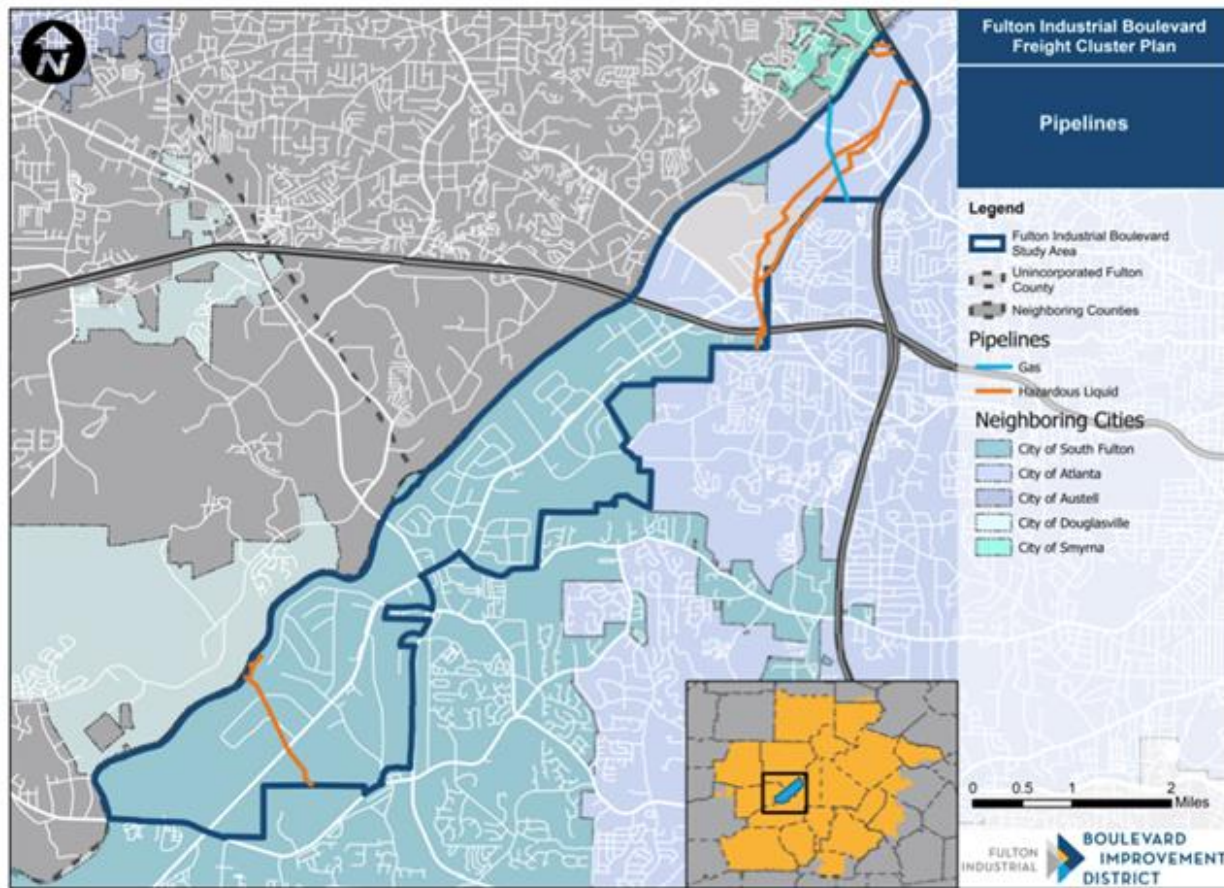 N
Fulton Industrial Boulevard
Freight Cluster Plan
Pipelines
Legend
Fulton Industrial Boulevard
Study Area
Unincorporated Fulton
County
Neighboring Counties
Pipelines
Gas
Hazardous Liquid
Neighboring Cities
City of South Fulton
City of Atlanta
City of Austell
City of Douglasville
City of Smyrna
0 0.5 1 2
Miles
FULTON
INDUSTRIAL
BOULEVARD
IMPROVEMENT
DISTRICT